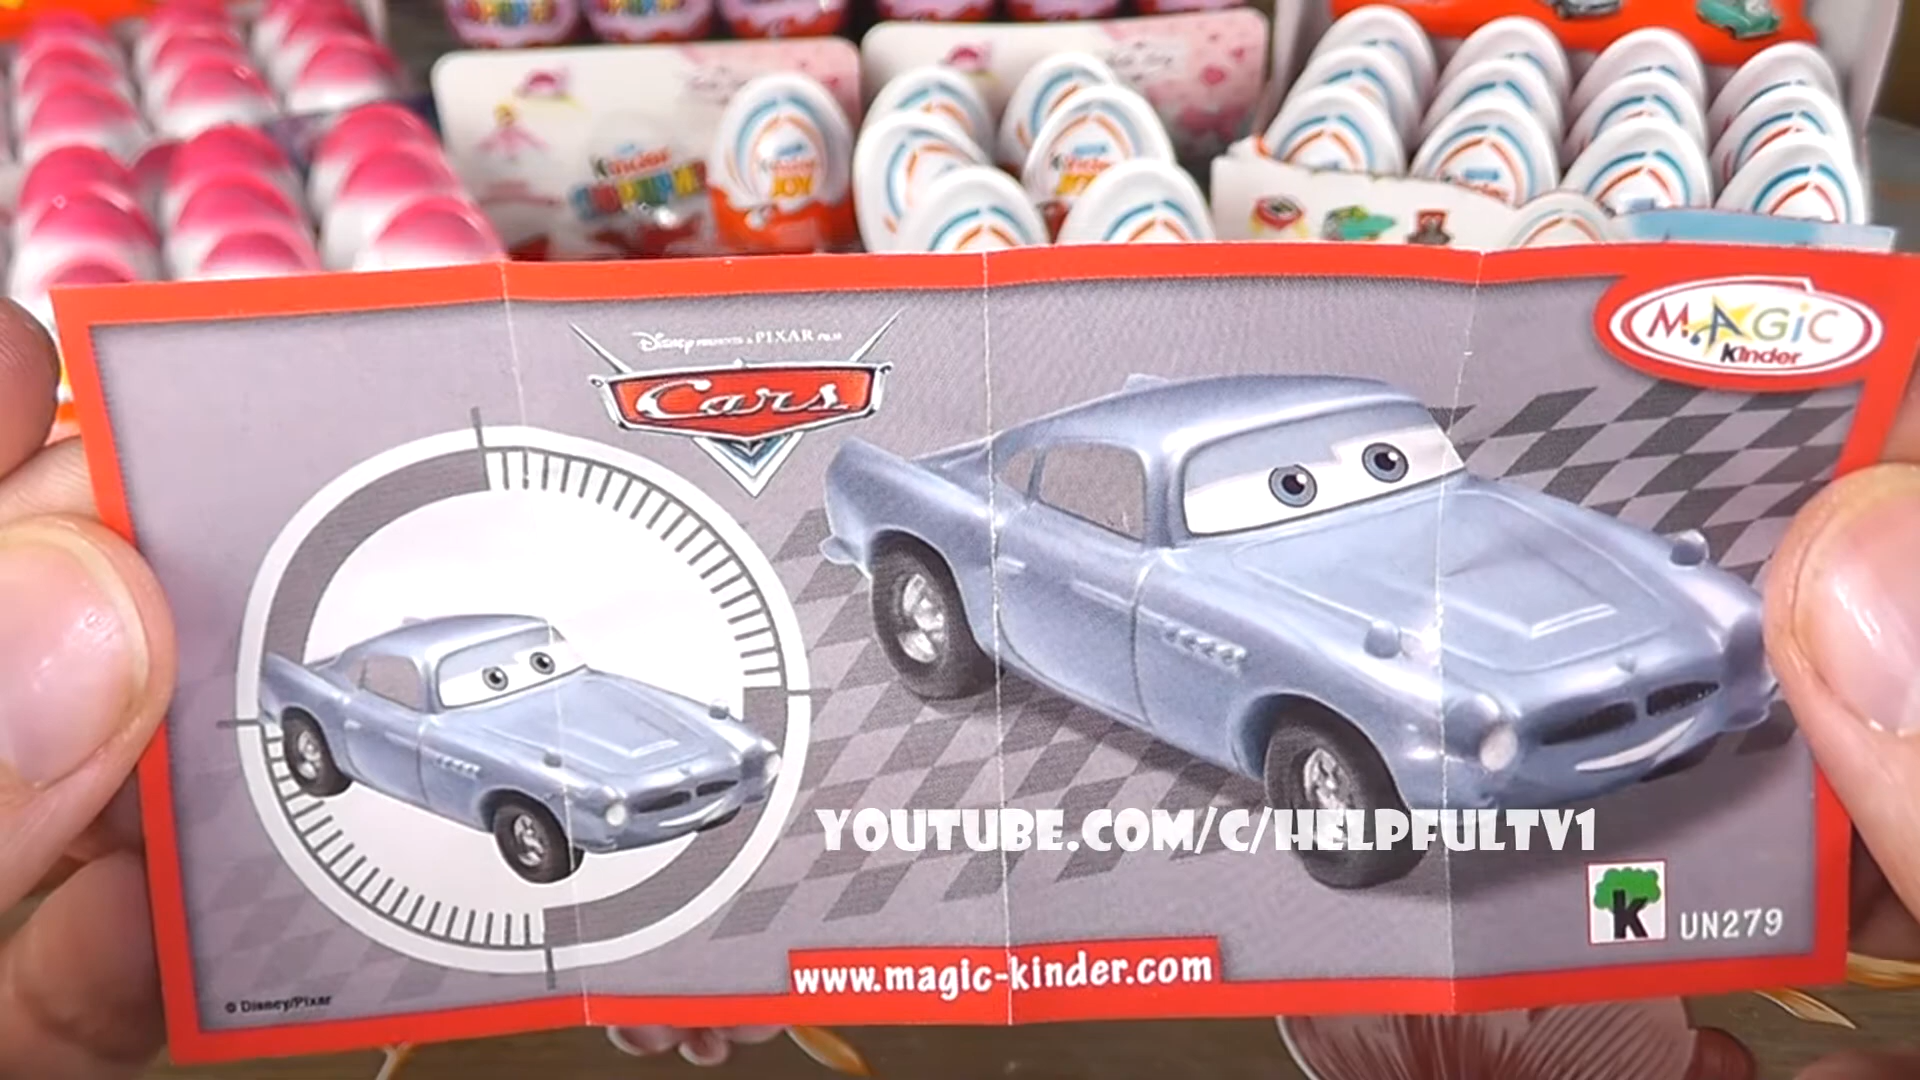 Kinder
JOY
Disney PRESENTS A PIXAR FILM
Cars
MAGiC
Kinder
YOUTUBE.COM/C/HELPFULTV1
K
UN279
www.magic-kinder.com
© Disney/Pixar